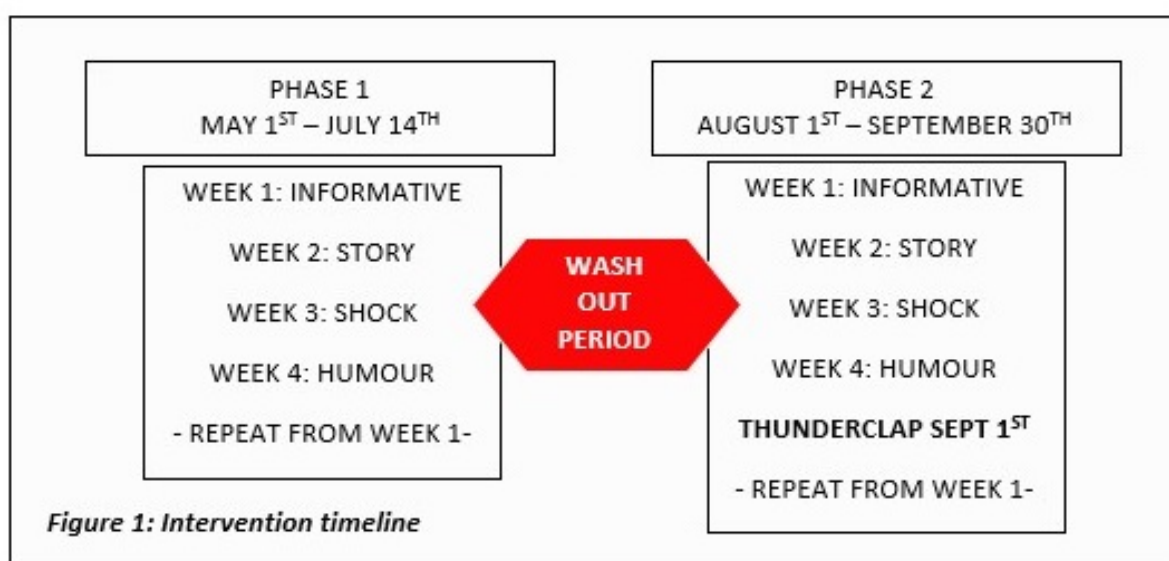 PHASE 1
MAY 1ST – JULY 14TH
WEEK 1: INFORMATIVE
WEEK 2: STORY
WEEK 3: SHOCK
WEEK 4: HUMOUR
- REPEAT FROM WEEK 1-
WASH
OUT
PERIOD
PHASE 2
AUGUST 1ST – SEPTEMBER 30TH
WEEK 1: INFORMATIVE
WEEK 2: STORY
WEEK 3: SHOCK
WEEK 4: HUMOUR
THUNDERCLAP SEPT 1ST
- REPEAT FROM WEEK 1-
Figure 1: Intervention timeline